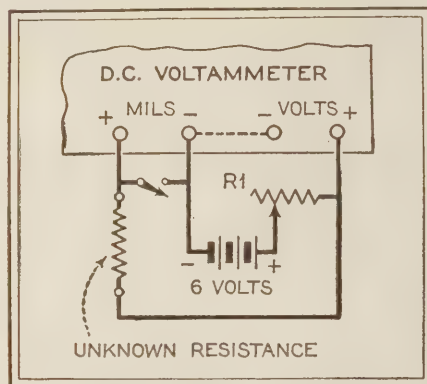 D.C. VOLTAMMETER
+ MILS - - VOLTS +
R1
- +
6 VOLTS
UNKNOWN RESISTANCE